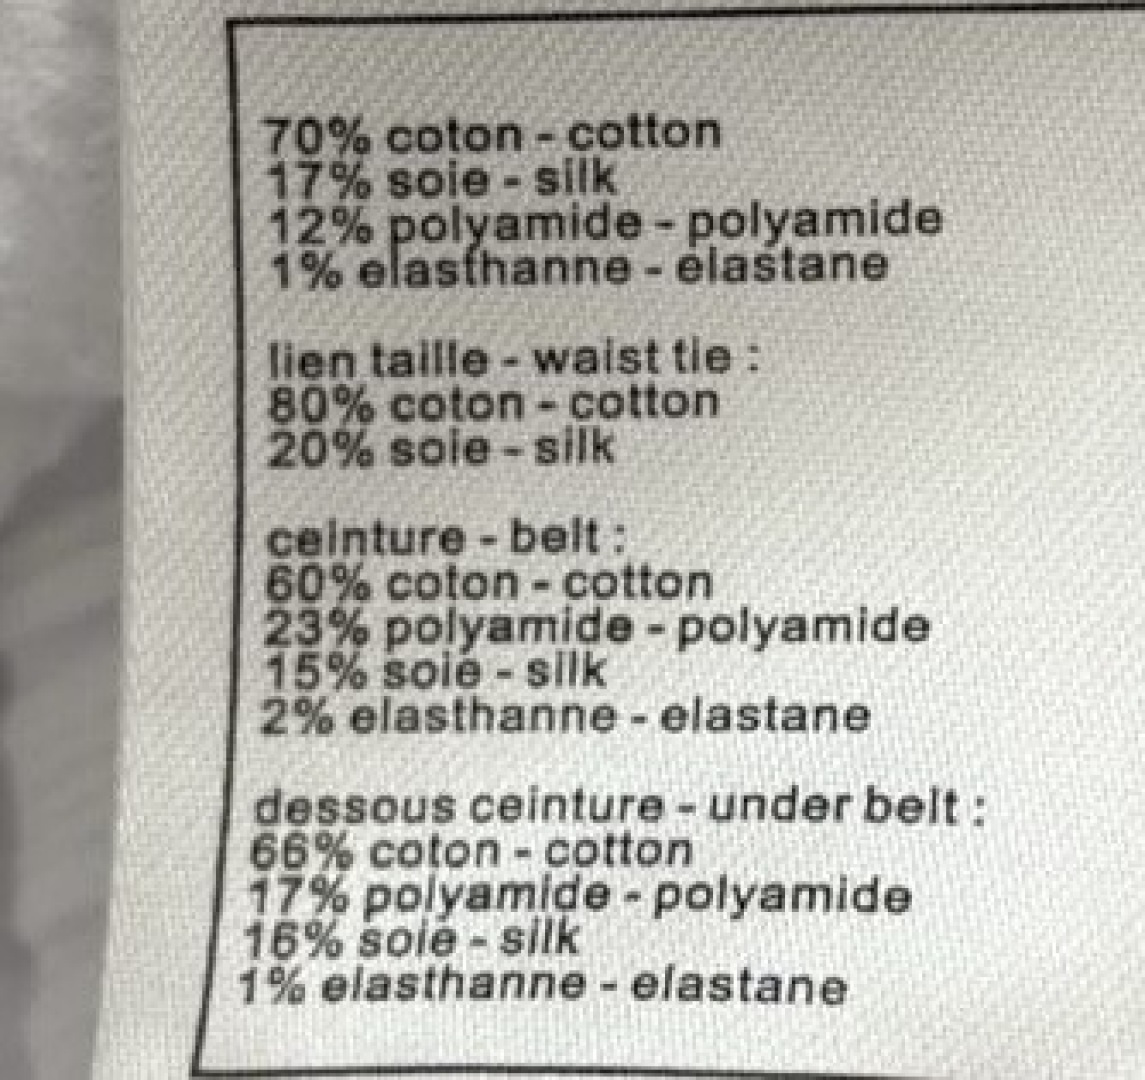 70% coton - cotton
17% soie - silk
12% polyamide - polyamide
1% elasthanne - elastane
lien taille - waist tie :
80% coton - cotton
20% soie - silk
ceinture - belt :
60% coton - cotton
23% polyamide - polyamide
15% soie - silk
2% elasthanne - elastane
dessous ceinture - under belt :
66% coton - cotton
17% polyamide - polyamide
16% soie - silk
1% elasthanne - elastane